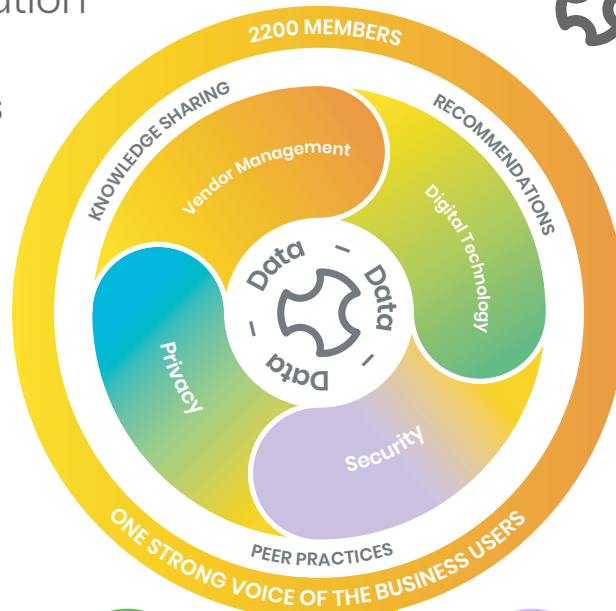 2200 MEMBERS
KNOWLEDGE SHARING
RECOMMENDATIONS
Vendor Management
Digital Technology
Data – Data – Data –
Privacy
Security
PEER PRACTICES
ONE STRONG VOICE OF THE BUSINESS USERS